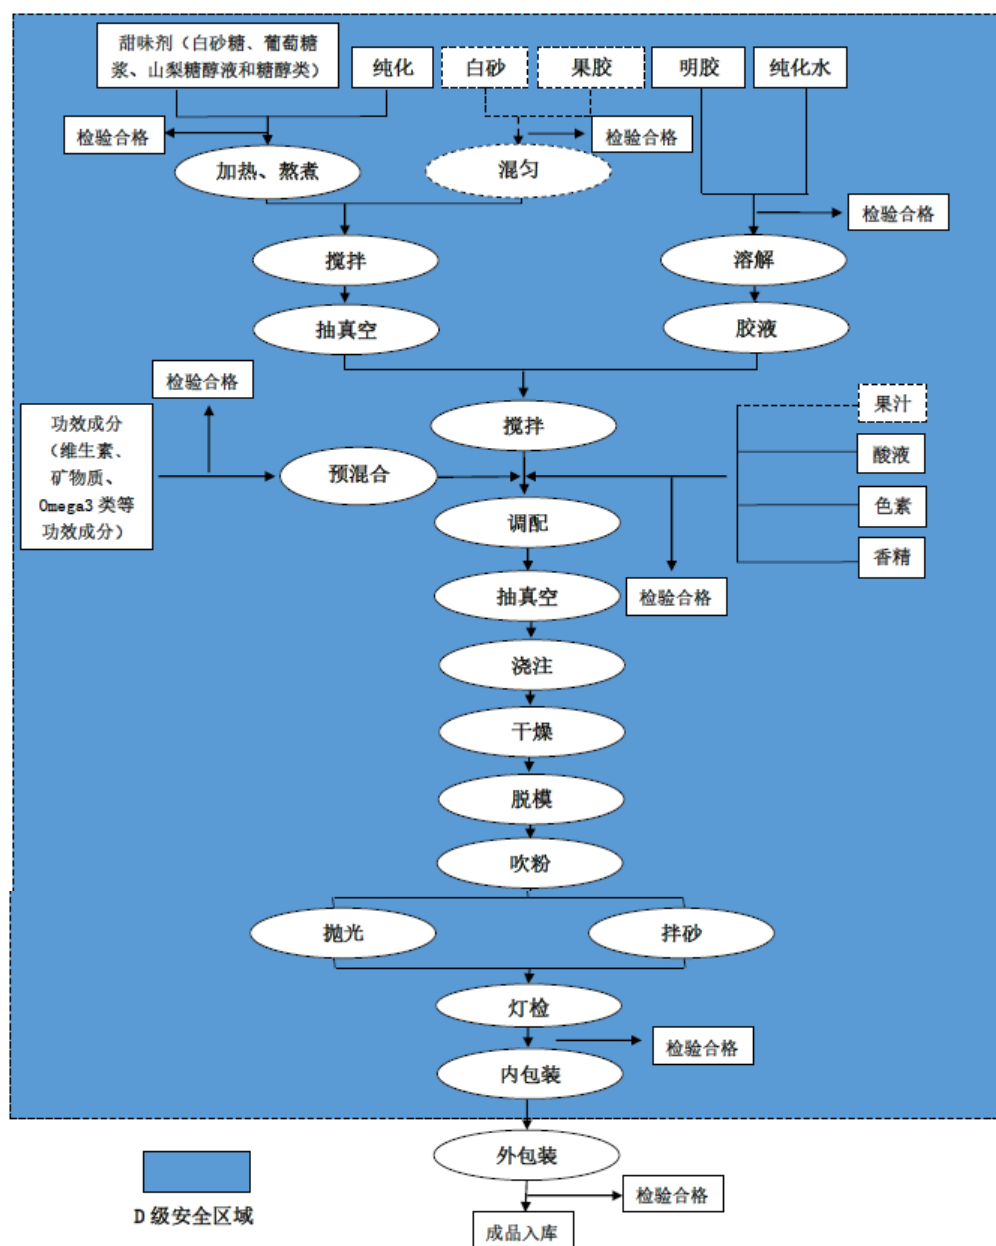 甜味剂（白砂糖、葡萄糖
浆、山梨糖醇液和糖醇类）
纯化
白砂
果胶
明胶
纯化水
检验合格
检验合格
加热、熬煮
混匀
检验合格
搅拌
溶解
抽真空
胶液
检验合格
功效成分
（维生素、
矿物质、
Omega3 类等
功效成分）
预混合
搅拌
果汁
酸液
色素
香精
调配
检验合格
抽真空
浇注
干燥
脱模
吹粉
抛光
拌砂
灯检
检验合格
内包装
外包装
检验合格
成品入库
D 级安全区域